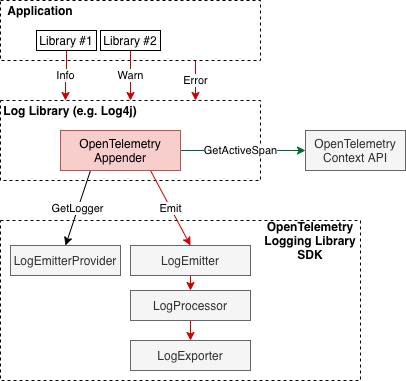 Application
Library #1
Library #2
Info
Warn
Error
Log Library (e.g. Log4j)
OpenTelemetry
Appender
GetActiveSpan
OpenTelemetry
Context API
GetLogger
Emit
OpenTelemetry
Logging Library
SDK
LogEmitterProvider
LogEmitter
LogProcessor
LogExporter